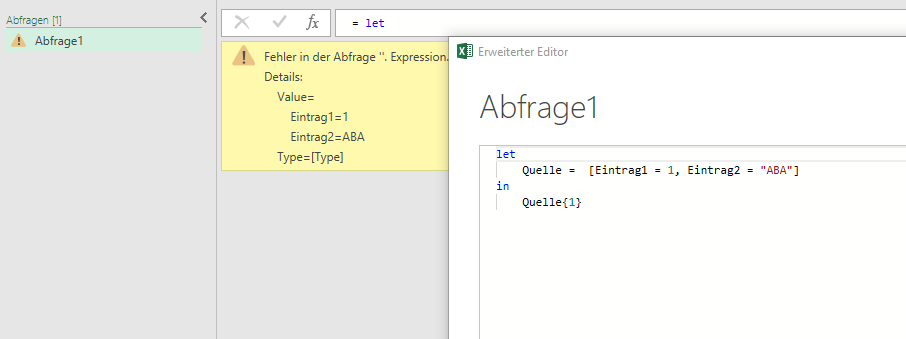 Abfragen [1]
Abfrage1
fx
= let
Fehler in der Abfrage ''. Expression.
Details:
Value=
Eintrag1=1
Eintrag2=ABA
Type=[Type]
Erweiterter Editor
Abfrage1
let
Quelle =  [Eintrag1 = 1, Eintrag2 = "ABA"]
in
Quelle{1}